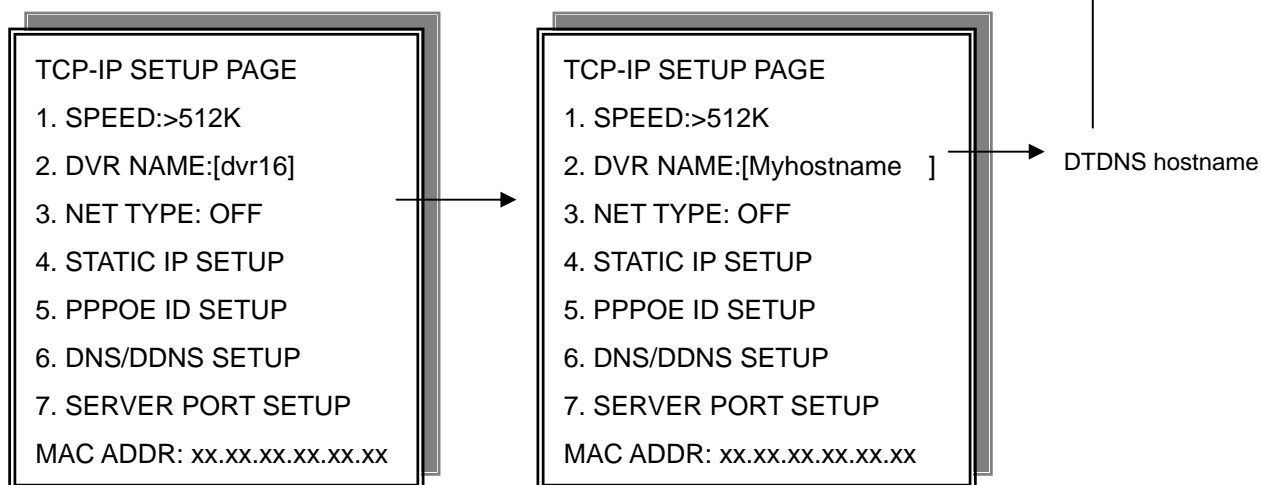 TCP-IP SETUP PAGE
1. SPEED:>512K
2. DVR NAME:[dvr16]
3. NET TYPE: OFF
4. STATIC IP SETUP
5. PPPOE ID SETUP
6. DNS/DDNS SETUP
7. SERVER PORT SETUP
MAC ADDR: xx.xx.xx.xx.xx.xx
TCP-IP SETUP PAGE
1. SPEED:>512K
2. DVR NAME:[Myhostname ]
3. NET TYPE: OFF
4. STATIC IP SETUP
5. PPPOE ID SETUP
6. DNS/DDNS SETUP
7. SERVER PORT SETUP
MAC ADDR: xx.xx.xx.xx.xx.xx
DTDNS hostname